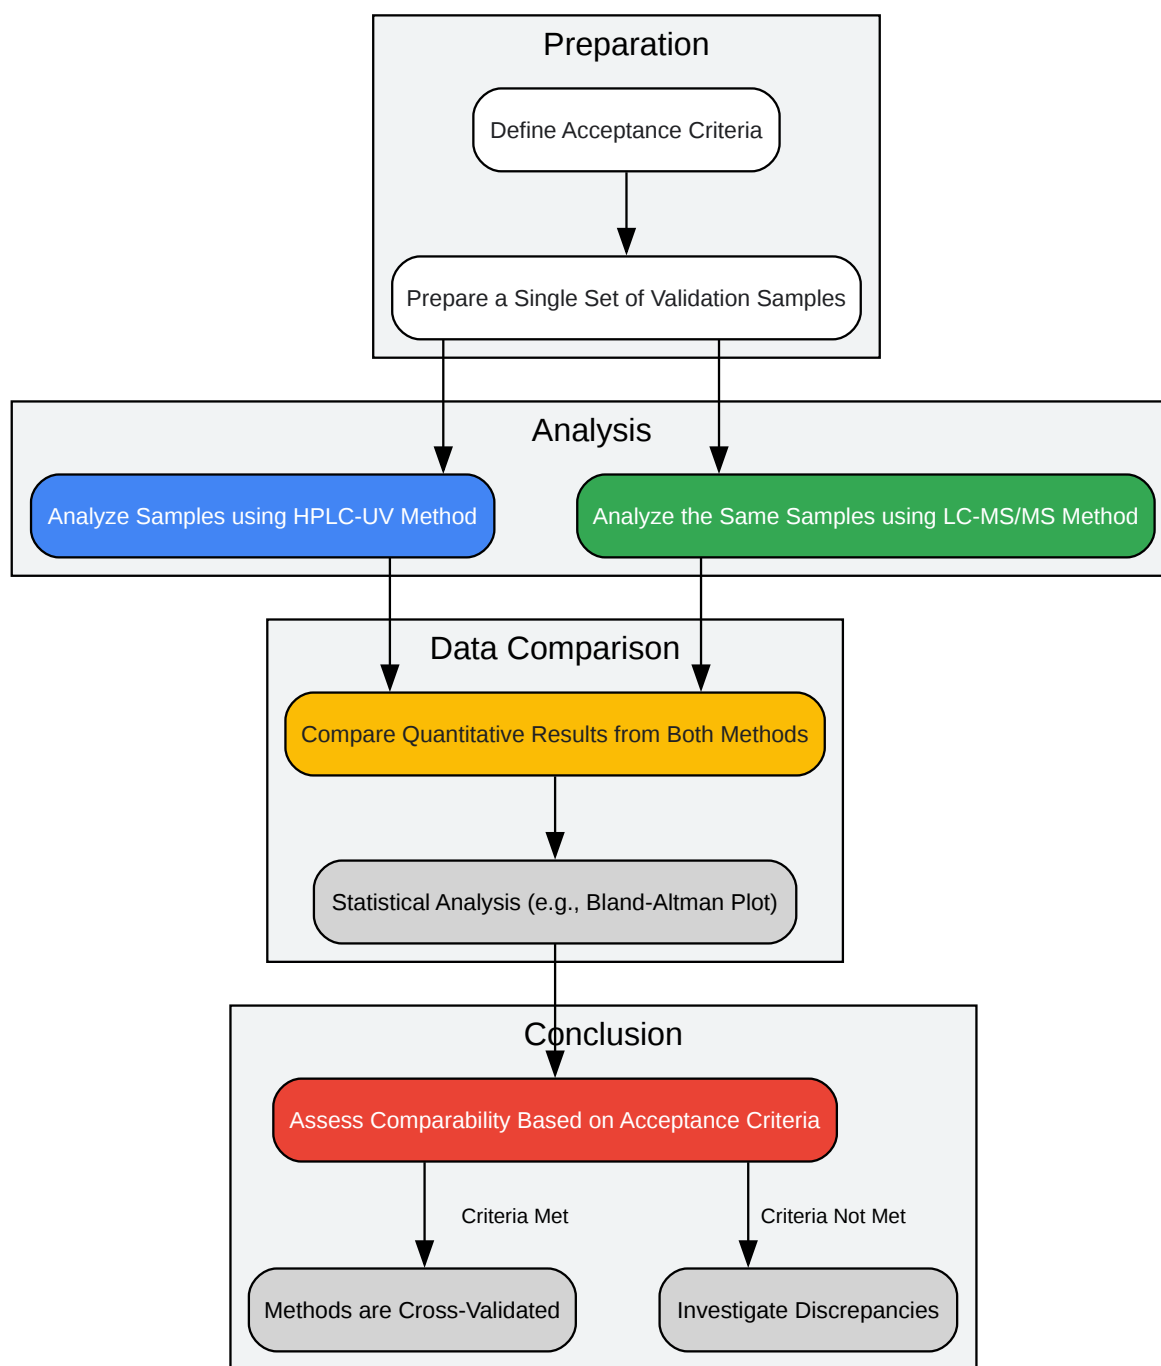 Preparation
Define Acceptance Criteria
Prepare a Single Set of Validation Samples
Analysis
Analyze Samples using HPLC-UV Method
Analyze the Same Samples using LC-MS/MS Method
Data Comparison
Compare Quantitative Results from Both Methods
Statistical Analysis (e.g., Bland-Altman Plot)
Conclusion
Assess Comparability Based on Acceptance Criteria
Criteria Met
Criteria Not Met
Methods are Cross-Validated
Investigate Discrepancies